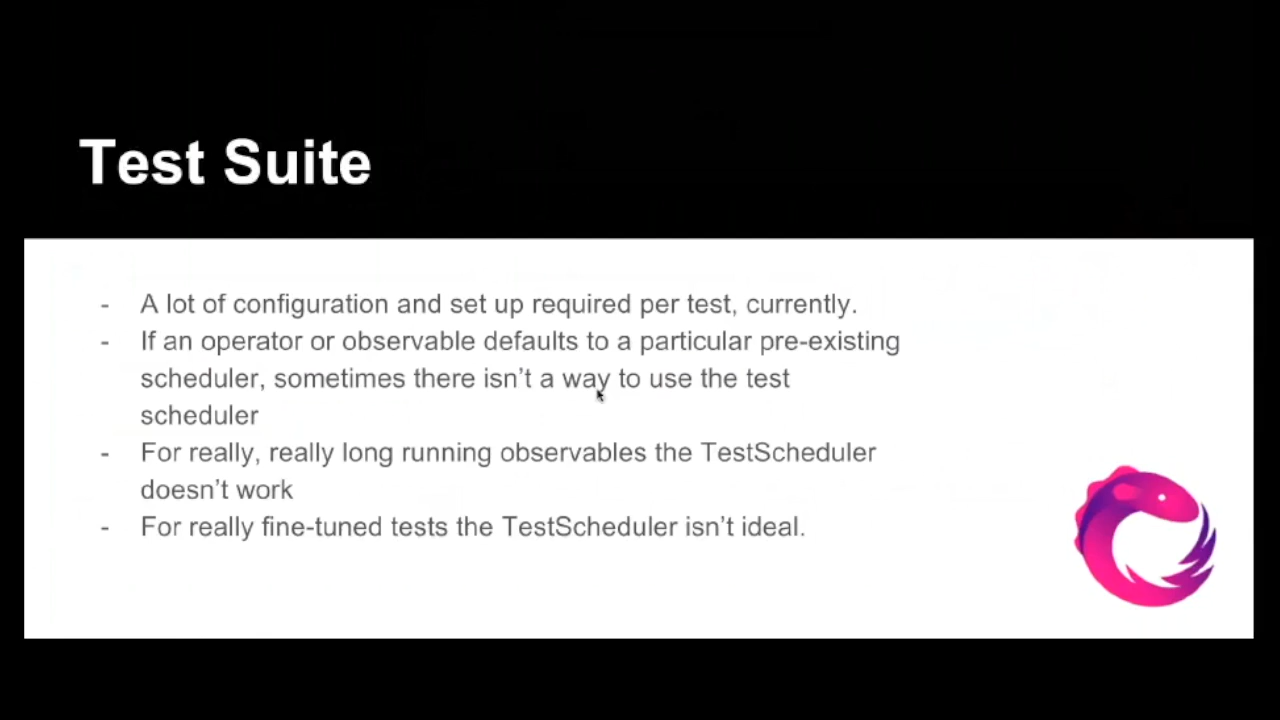 Test Suite
- A lot of configuration and set up required per test, currently.
- If an operator or observable defaults to a particular pre-existing
scheduler, sometimes there isn’t a way to use the test
scheduler
- For really, really long running observables the TestScheduler
doesn’t work
- For really fine-tuned tests the TestScheduler isn’t ideal.